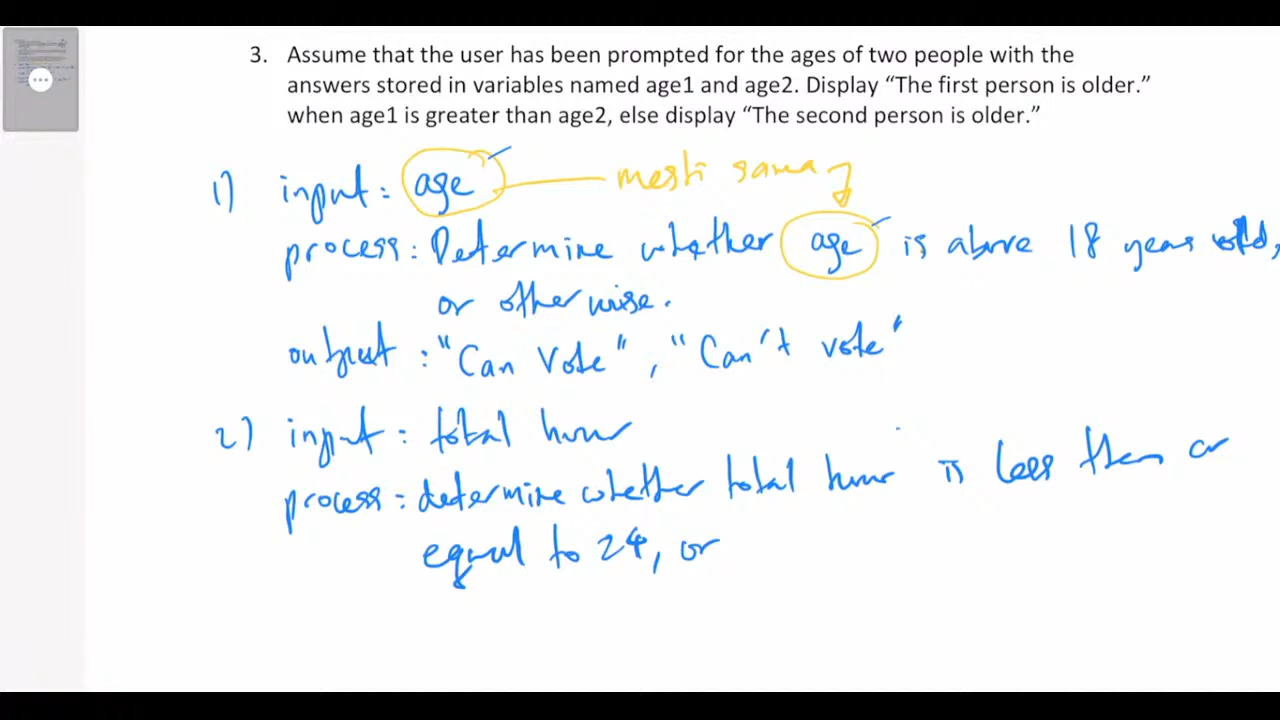 3. Assume that the user has been prompted for the ages of two people with the
answers stored in variables named age1 and age2. Display “The first person is older.”
when age1 is greater than age2, else display “The second person is older.”
1) input: age mesti sama
process: Determine whether age is above 18 years old,
or otherwise.
output: "Can Vote", "Can't vote"
2) input: total hour
process: determine whether total hour is less than or
equal to 24, or